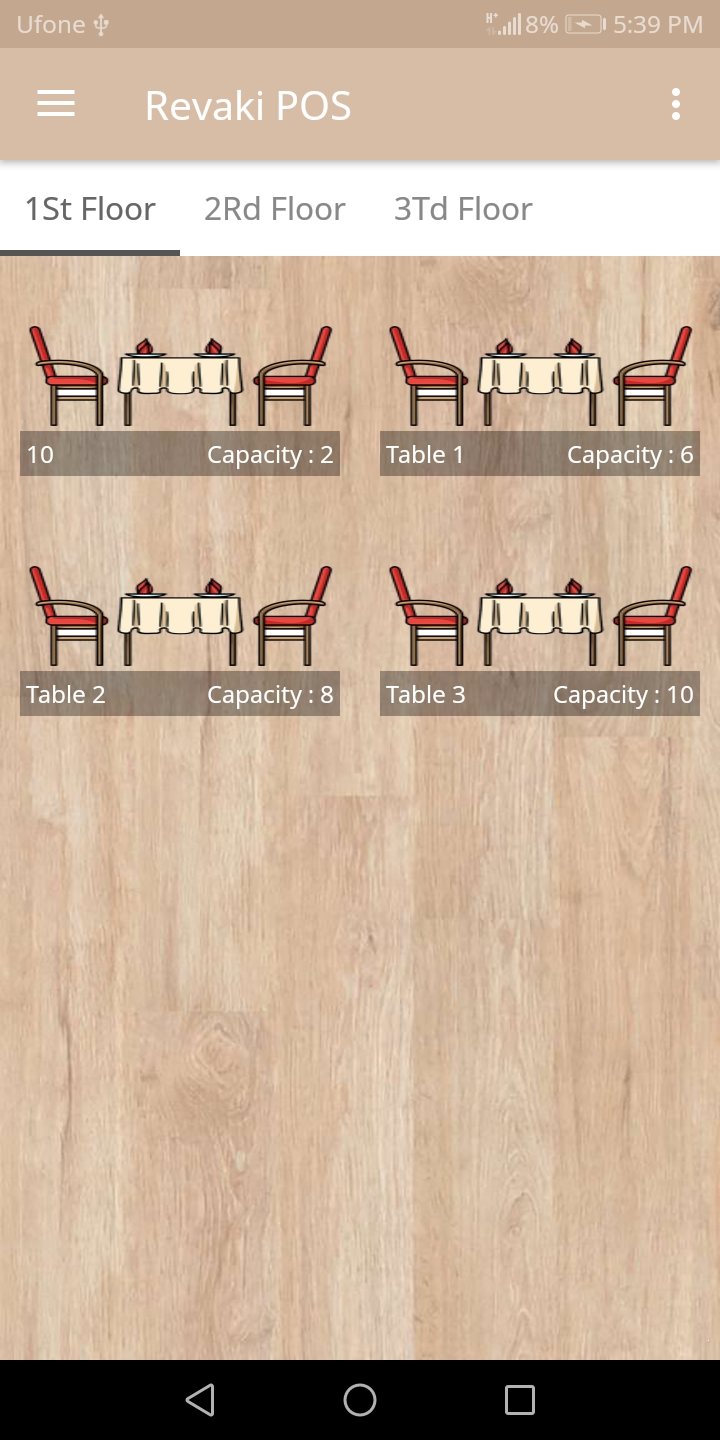 Ufone H+ 8% 5:39 PM
Revaki POS
1St Floor 2Rd Floor 3Td Floor
10 Capacity : 2 Table 1 Capacity : 6
Table 2 Capacity : 8 Table 3 Capacity : 10